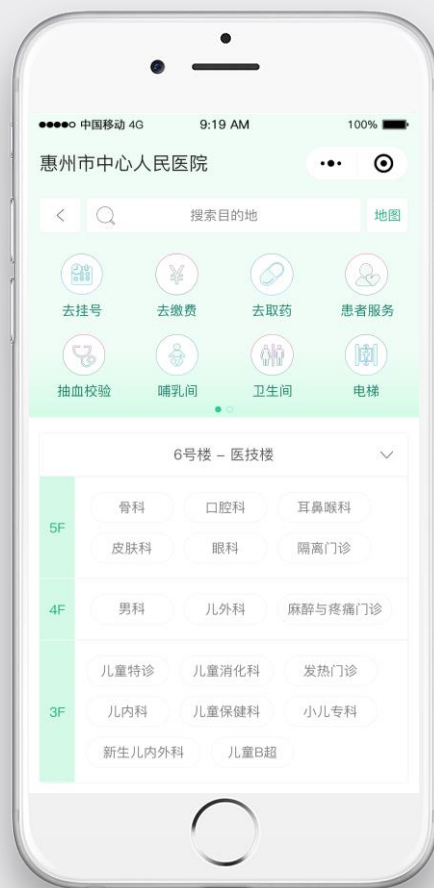 中国移动 4G 9:19 AM 100%
惠州市中心人民医院
搜索目的地 地图
去挂号 去缴费 去取药 患者服务
抽血校验 哺乳间 卫生间 电梯
6号楼 – 医技楼
骨科 口腔科 耳鼻喉科
5F
皮肤科 眼科 隔离门诊
4F 男科 儿外科 麻醉与疼痛门诊
儿童特诊 儿童消化科 发热门诊
3F 儿内科 儿童保健科 小儿专科
新生儿内外科 儿童B超